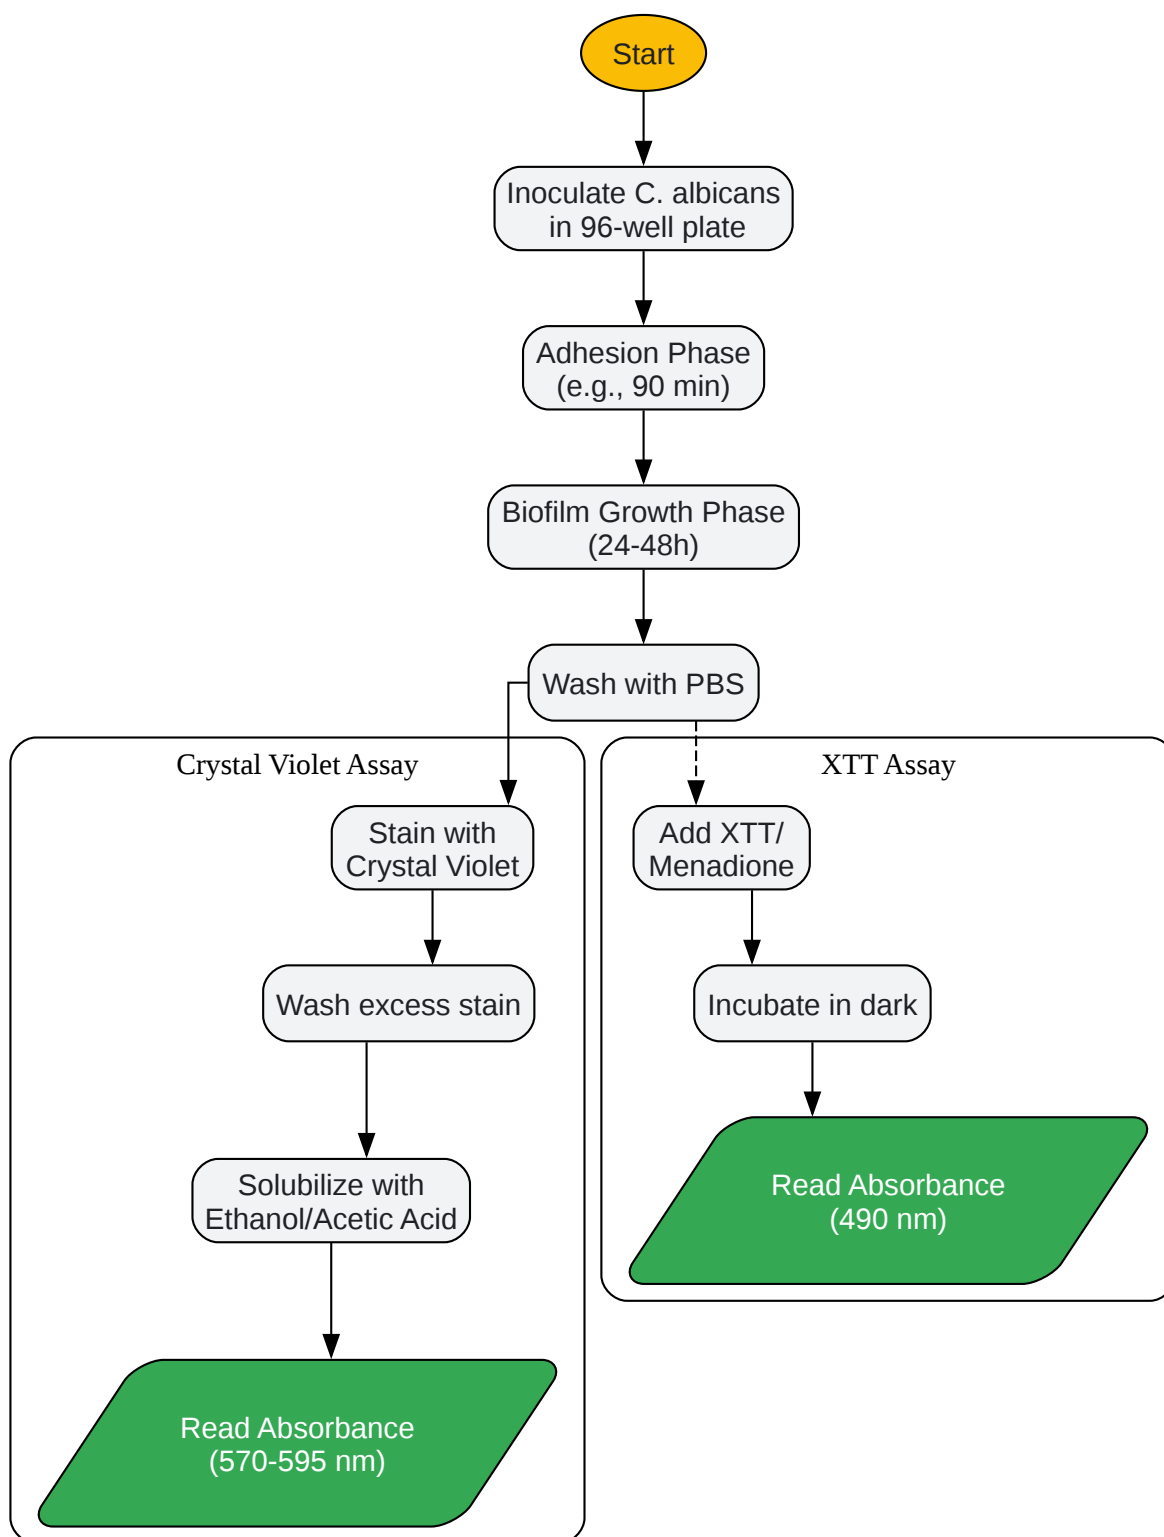 Start
Inoculate C. albicans
in 96-well plate
Adhesion Phase
(e.g., 90 min)
Biofilm Growth Phase
(24-48h)
Wash with PBS
Crystal Violet Assay
Stain with
Crystal Violet
Wash excess stain
Solubilize with
Ethanol/Acetic Acid
Read Absorbance
(570-595 nm)
XTT Assay
Add XTT/
Menadione
Incubate in dark
Read Absorbance
(490 nm)